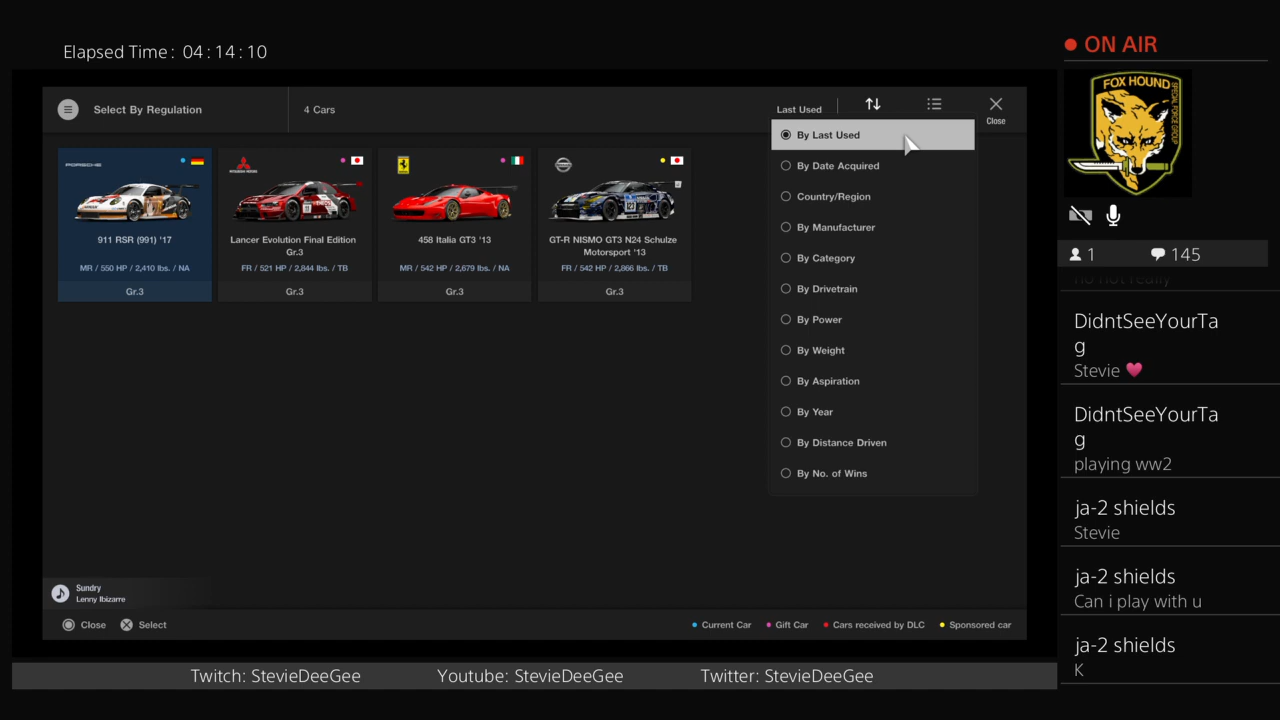 Elapsed Time: 04:14:10
ON AIR
Select By Regulation
4 Cars
Last Used
Close
FOX HOUND
SPECIAL FORCE GROUP
By Last Used
By Date Acquired
Country/Region
By Manufacturer
By Category
By Drivetrain
By Power
By Weight
By Aspiration
By Year
By Distance Driven
By No. of Wins
PORSCHE
911 RSR (991) '17
MR / 550 HP / 2,410 lbs. / NA
Gr.3
Lancer Evolution Final Edition
Gr.3
FR / 521 HP / 2,844 lbs. / TB
Gr.3
458 Italia GT3 '13
MR / 542 HP / 2,679 lbs. / NA
Gr.3
GT-R NISMO GT3 N24 Schulze
Motorsport '13
FR / 542 HP / 2,866 lbs. / TB
Gr.3
1
145
no not really
DidntSeeYourTa
g
Stevie
DidntSeeYourTa
g
playing ww2
ja-2 shields
Stevie
ja-2 shields
Can i play with u
ja-2 shields
K
Sundry
Lenny Ibizarre
Close
Select
Current Car
Gift Car
Cars received by DLC
Sponsored car
Twitch: StevieDeeGee
Youtube: StevieDeeGee
Twitter: StevieDeeGee